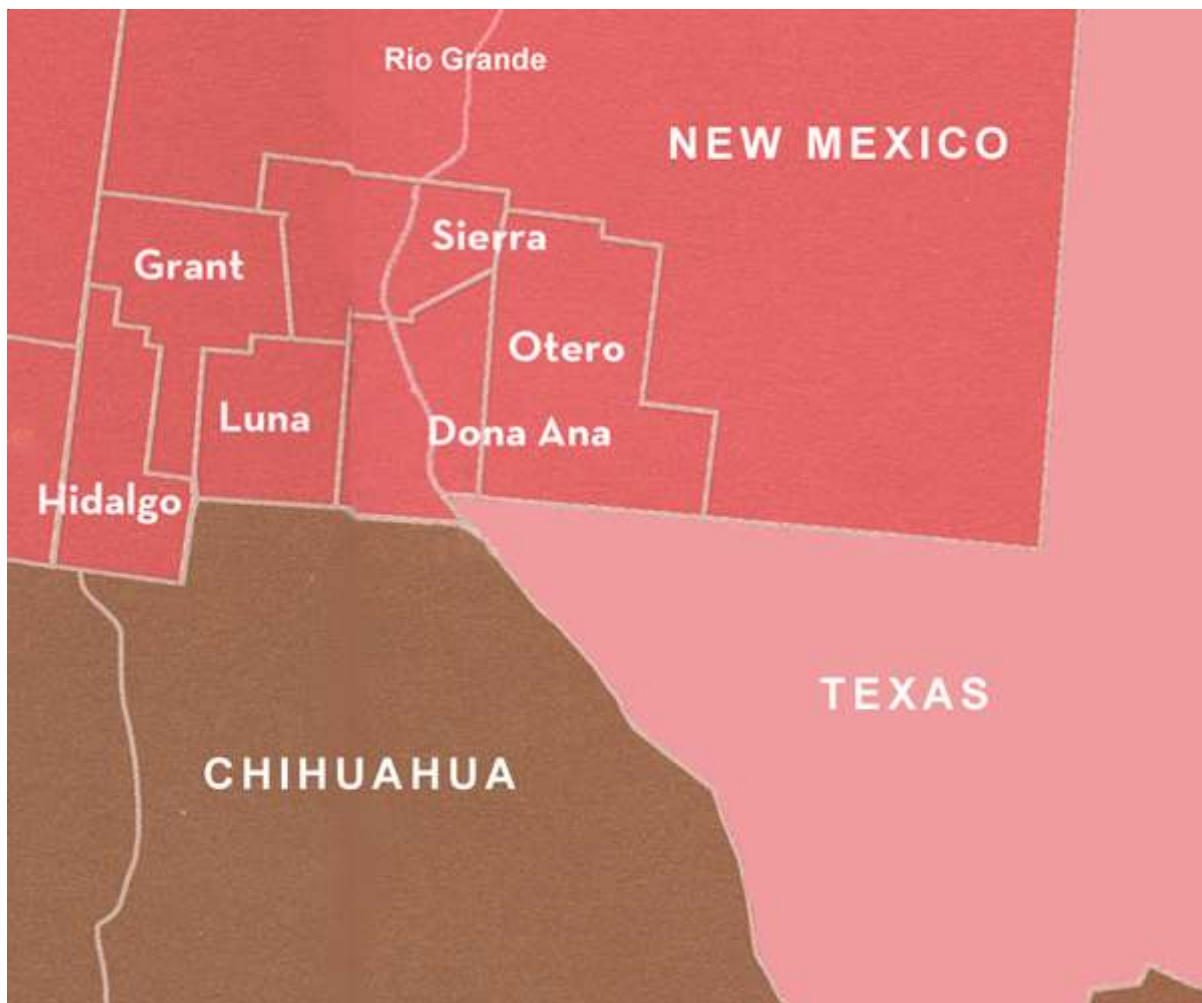 Rio Grande
NEW MEXICO
Sierra
Grant
Otero
Luna
Dona Ana
Hidalgo
TEXAS
CHIHUAHUA